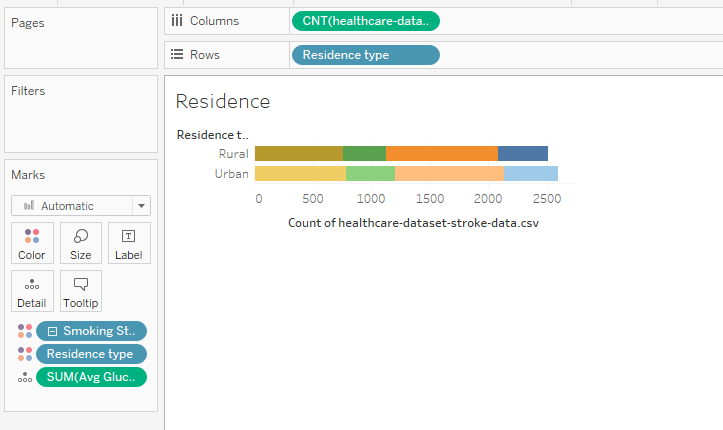 Pages
Columns
CNT(healthcare-data..
Rows
Residence type
Filters
Marks
Automatic
Color
Size
Label
Detail
Tooltip
Smoking St..
Residence type
SUM(Avg Gluc..
Residence
Residence t..
Rural
Urban
0 500 1000 1500 2000 2500
Count of healthcare-dataset-stroke-data.csv